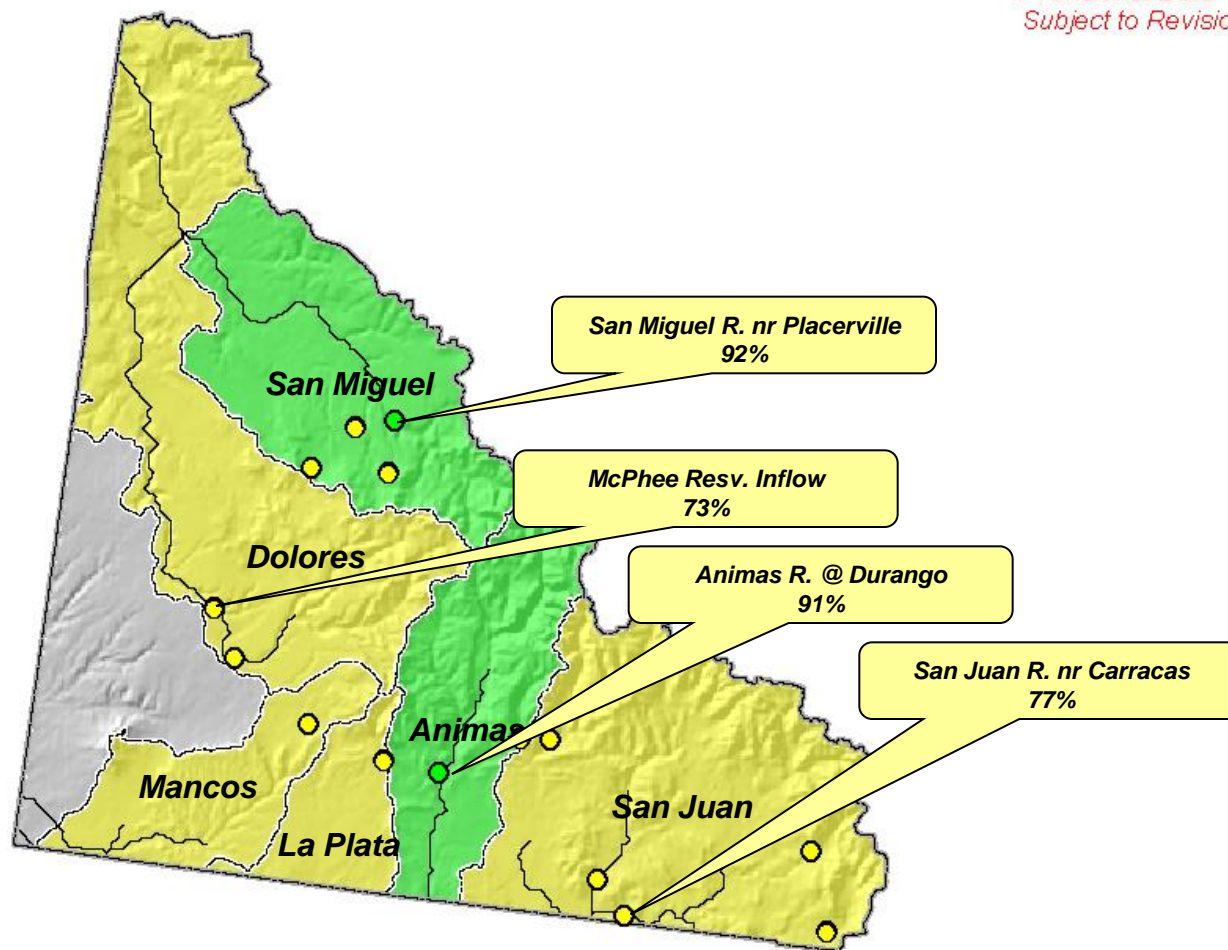 Subject to
San Miguel R. nr Placerville
92%
San Miguel
McPhee Resv. Inflow
73%
Dolores
Animas R. @ Durango
91%
San Juan R. nr Carracas
77%
Animas
Mancos
San Juan
La Plata